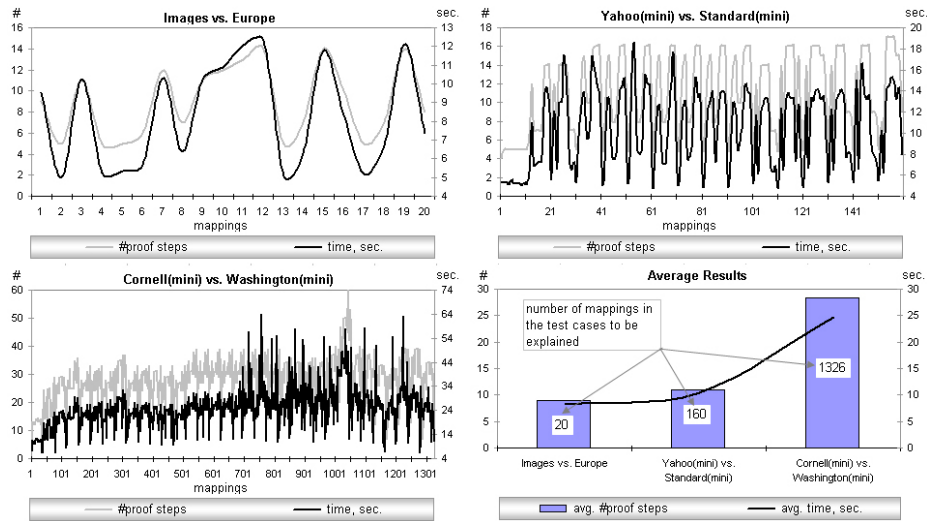 # Images vs. Europe sec.
16 13
14 12
12 11
10 10
9
8 8
6 7
4 6
2 5
0 4
1 2 3 4 5 6 7 8 9 10 11 12 13 14 15 16 17 18 19 20
mappings
#proof steps time, sec.
# Yahoo(mini) vs. Standard(mini) sec.
18 20
16 18
14 16
12 14
10 12
8 10
6 8
4 6
2 4
0
1 21 41 61 81 101 121 141
mappings
#proof steps time, sec.
# Cornell(mini) vs. Washington(mini) sec.
60 74
50 64
54
40 44
30 34
20 24
10 14
0 4
1 101 201 301 401 501 601 701 801 901 1001 1101 1201 1301
mappings
#proof steps time, sec.
# Average Results sec.
30 30
25 25
20 20
15 15
10 10
5 5
0 0
number of mappings in
the test cases to be
explained
20 160 1326
Images vs. Europe Yahoo(mini) vs. Standard(mini) Cornell(mini) vs. Washington(mini)
avg. #proof steps avg. time, sec.